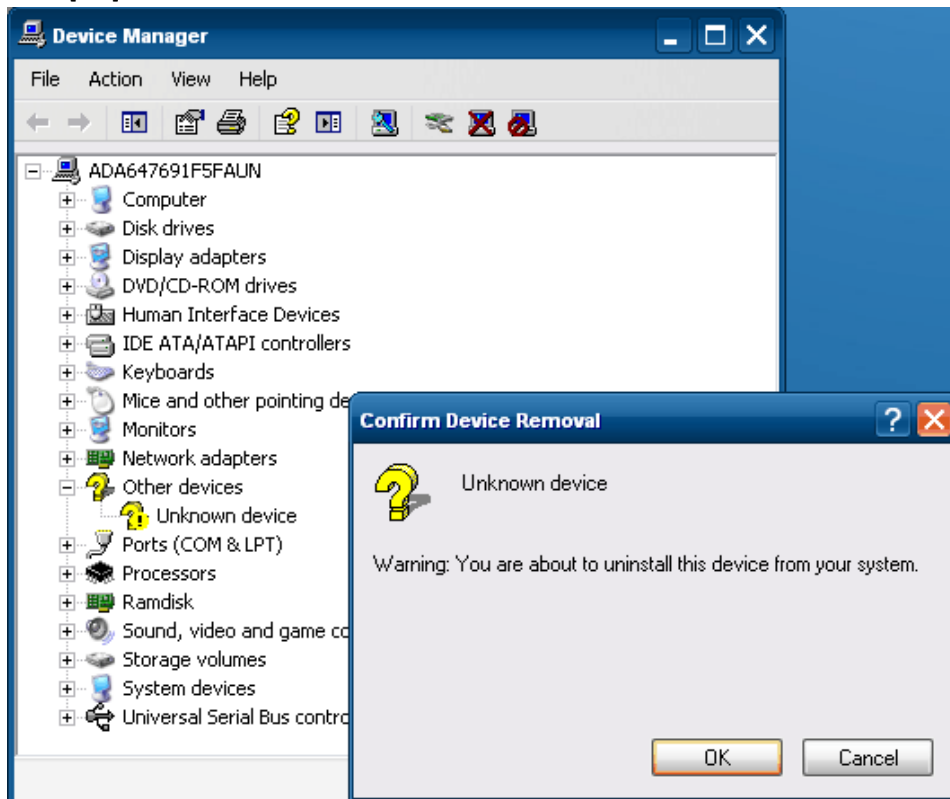 Device Manager
File Action View Help
ADA647691F5FAUN
Computer
Disk drives
Display adapters
DVD/CD-ROM drives
Human Interface Devices
IDE ATA/ATAPI controllers
Keyboards
Mice and other pointing de
Monitors
Network adapters
Other devices
Unknown device
Ports (COM & LPT)
Processors
Ramdisk
Sound, video and game co
Storage volumes
System devices
Universal Serial Bus contro
Confirm Device Removal
Unknown device
Warning: You are about to uninstall this device from your system.
OK Cancel